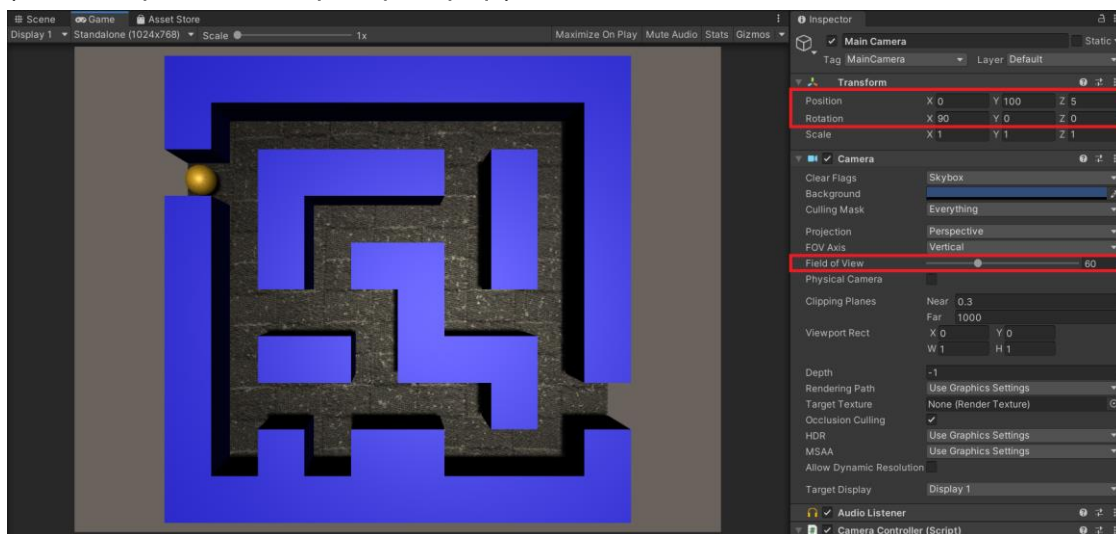 Scene Game Asset Store
Display 1 Standalone (1024x768) Scale 1x Maximize On Play Mute Audio Stats Gizmos
Inspector
Main Camera Static
Tag MainCamera Layer Default
Transform
Position X 0 Y 100 Z 5
Rotation X 90 Y 0 Z 0
Scale X 1 Y 1 Z 1
Camera
Clear Flags Skybox
Background
Culling Mask Everything
Projection Perspective
FOV Axis Vertical
Field of View 60
Physical Camera
Clipping Planes Near 0.3
Far 1000
Viewport Rect X 0 Y 0
W 1 H 1
Depth -1
Rendering Path Use Graphics Settings
Target Texture None (Render Texture)
Occlusion Culling
HDR Use Graphics Settings
MSAA Use Graphics Settings
Allow Dynamic Resolution
Target Display Display 1
Audio Listener
Camera Controller (Script)